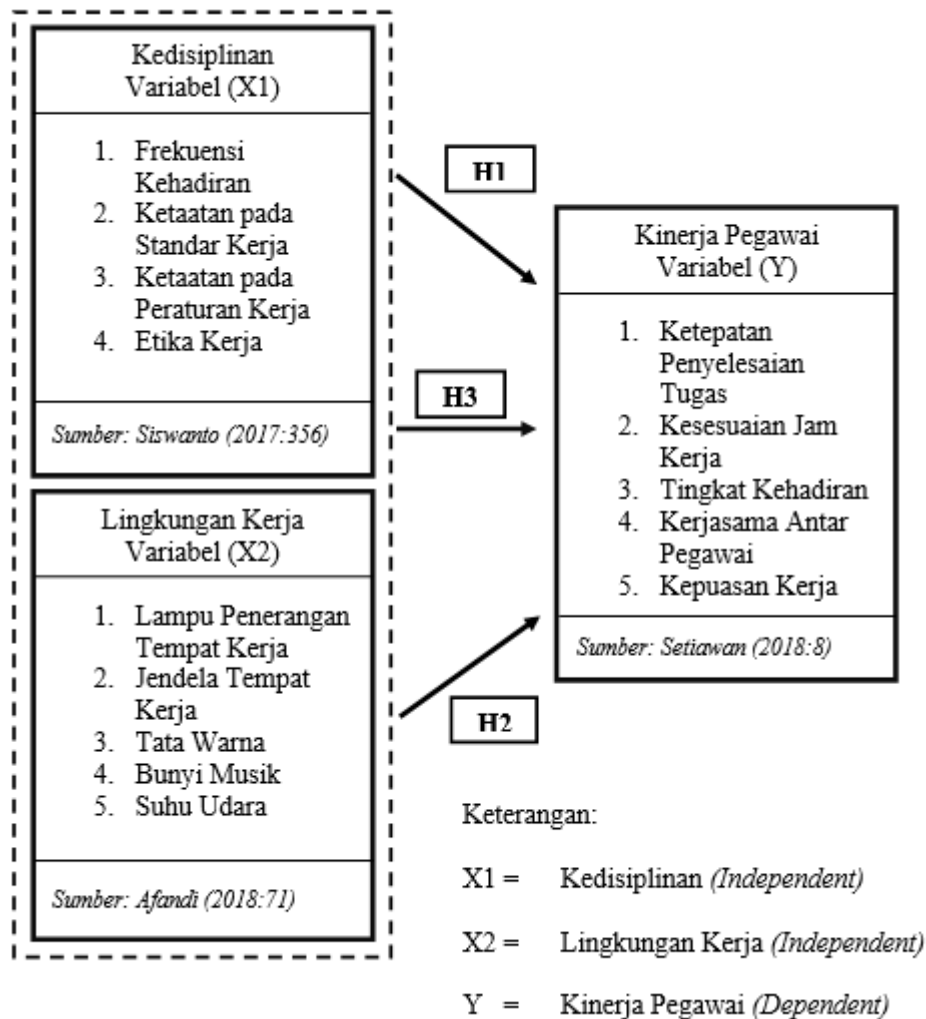 Kedisiplinan
Variabel (X1)
1. Frekuensi
Kehadiran
2. Ketaatan pada
Standar Kerja
3. Ketaatan pada
Peraturan Kerja
4. Etika Kerja
Sumber: Siswanto (2017:356)
Lingkungan Kerja
Variabel (X2)
1. Lampu Penerangan
Tempat Kerja
2. Jendela Tempat
Kerja
3. Tata Warna
4. Bunyi Musik
5. Suhu Udara
Sumber: Afandi (2018:71)
H1
H3
H2
Kinerja Pegawai
Variabel (Y)
1. Ketepatan
Penyelesaian
Tugas
2. Kesesuaian Jam
Kerja
3. Tingkat Kehadiran
4. Kerjasama Antar
Pegawai
5. Kepuasan Kerja
Sumber: Setiawan (2018:8)
Keterangan:
X1 = Kedisiplinan (Independent)
X2 = Lingkungan Kerja (Independent)
Y = Kinerja Pegawai (Dependent)